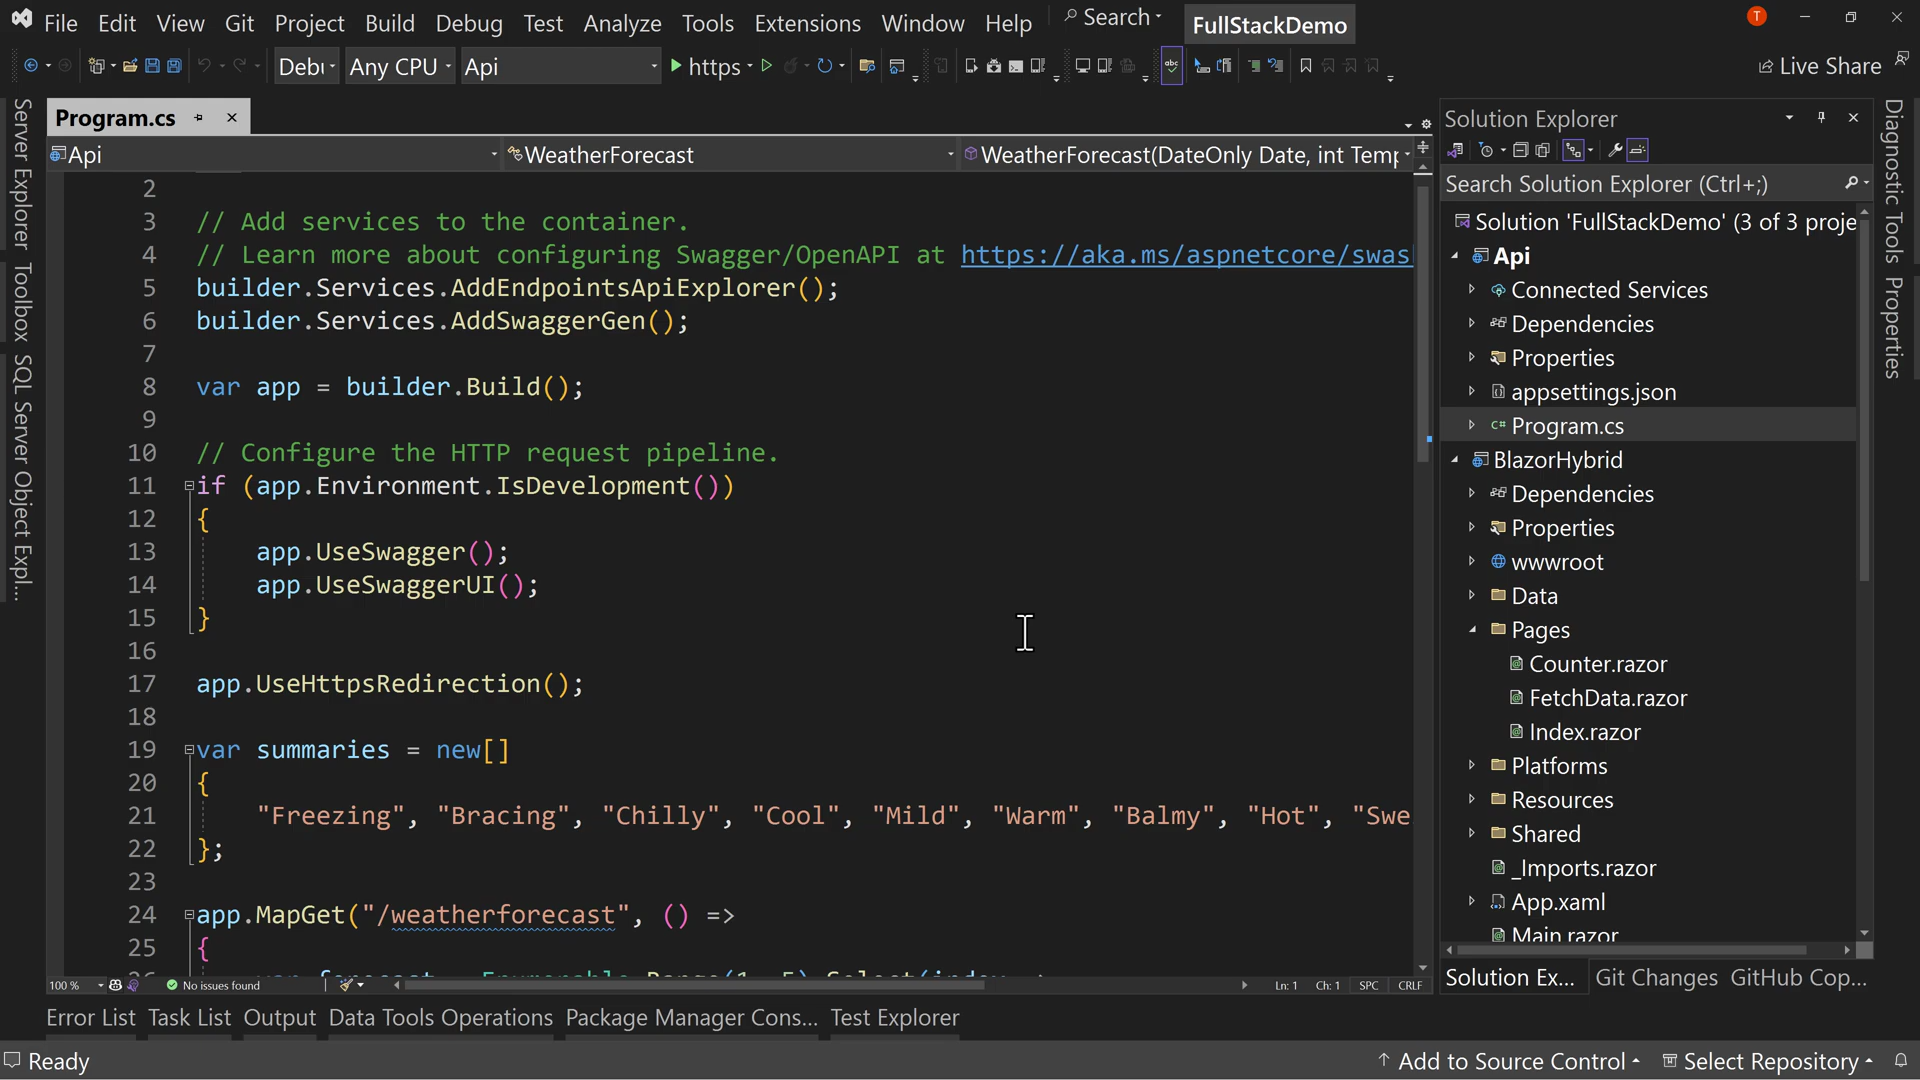 File Edit View Git Project Build Debug Test Analyze Tools Extensions Window Help Search FullStackDemo T
Debu Any CPU Api https Live Share
Program.cs
Api WeatherForecast WeatherForecast(DateOnly Date, int Temp
2
3 // Add services to the container.
4 // Learn more about configuring Swagger/OpenAPI at https://aka.ms/aspnetcore/swas
5 builder.Services.AddEndpointsApiExplorer();
6 builder.Services.AddSwaggerGen();
7
8 var app = builder.Build();
9
10 // Configure the HTTP request pipeline.
11 if (app.Environment.IsDevelopment())
12 {
13 app.UseSwagger();
14 app.UseSwaggerUI();
15 }
16
17 app.UseHttpsRedirection();
18
19 var summaries = new[]
20 {
21 "Freezing", "Bracing", "Chilly", "Cool", "Mild", "Warm", "Balmy", "Hot", "Swe
22 };
23
24 app.MapGet("/weatherforecast", () =>
25 {
100 % No issues found Ln: 1 Ch: 1 SPC CRLF
Server Explorer
Toolbox
SQL Server Object Expl...
Solution Explorer
Search Solution Explorer (Ctrl+;)
Solution 'FullStackDemo' (3 of 3 proje
Api
Connected Services
Dependencies
Properties
appsettings.json
C# Program.cs
BlazorHybrid
Dependencies
Properties
wwwroot
Data
Pages
Counter.razor
FetchData.razor
Index.razor
Platforms
Resources
Shared
_Imports.razor
App.xaml
Main.razor
Solution Ex... Git Changes GitHub Cop...
Diagnostic Tools
Properties
Error List Task List Output Data Tools Operations Package Manager Cons... Test Explorer
Ready Add to Source Control Select Repository